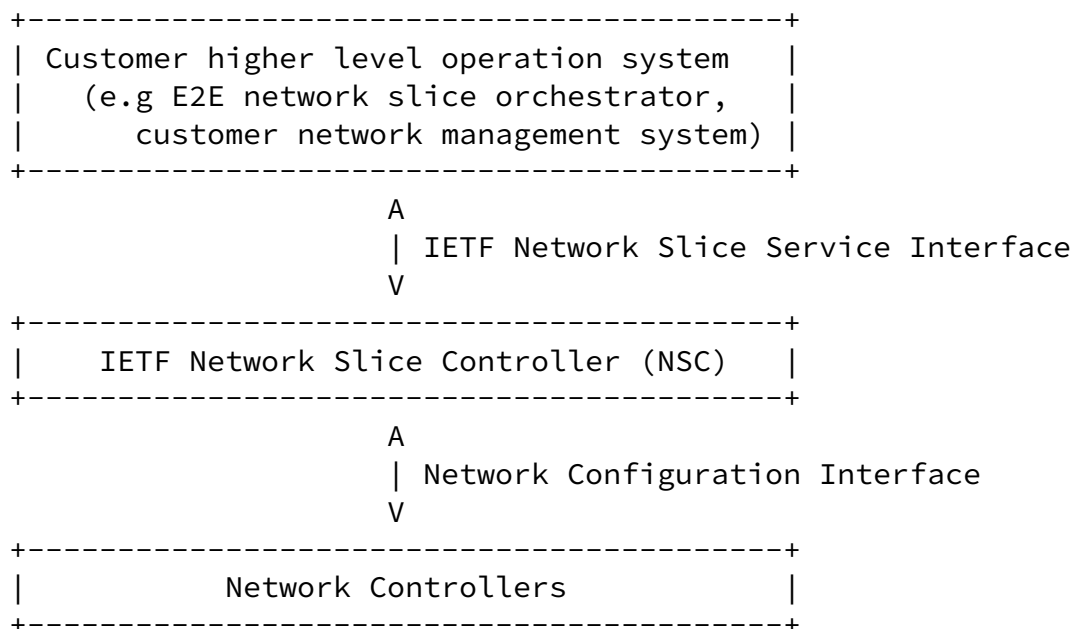 +------------------------------------------+
| Customer higher level operation system   |
|   (e.g E2E network slice orchestrator,   |
|      customer network management system) |
+------------------------------------------+
                     A
                     | IETF Network Slice Service Interface
                     V
+------------------------------------------+
|    IETF Network Slice Controller (NSC)   |
+------------------------------------------+
                     A
                     | Network Configuration Interface
                     V
+------------------------------------------+
|           Network Controllers            |
+------------------------------------------+